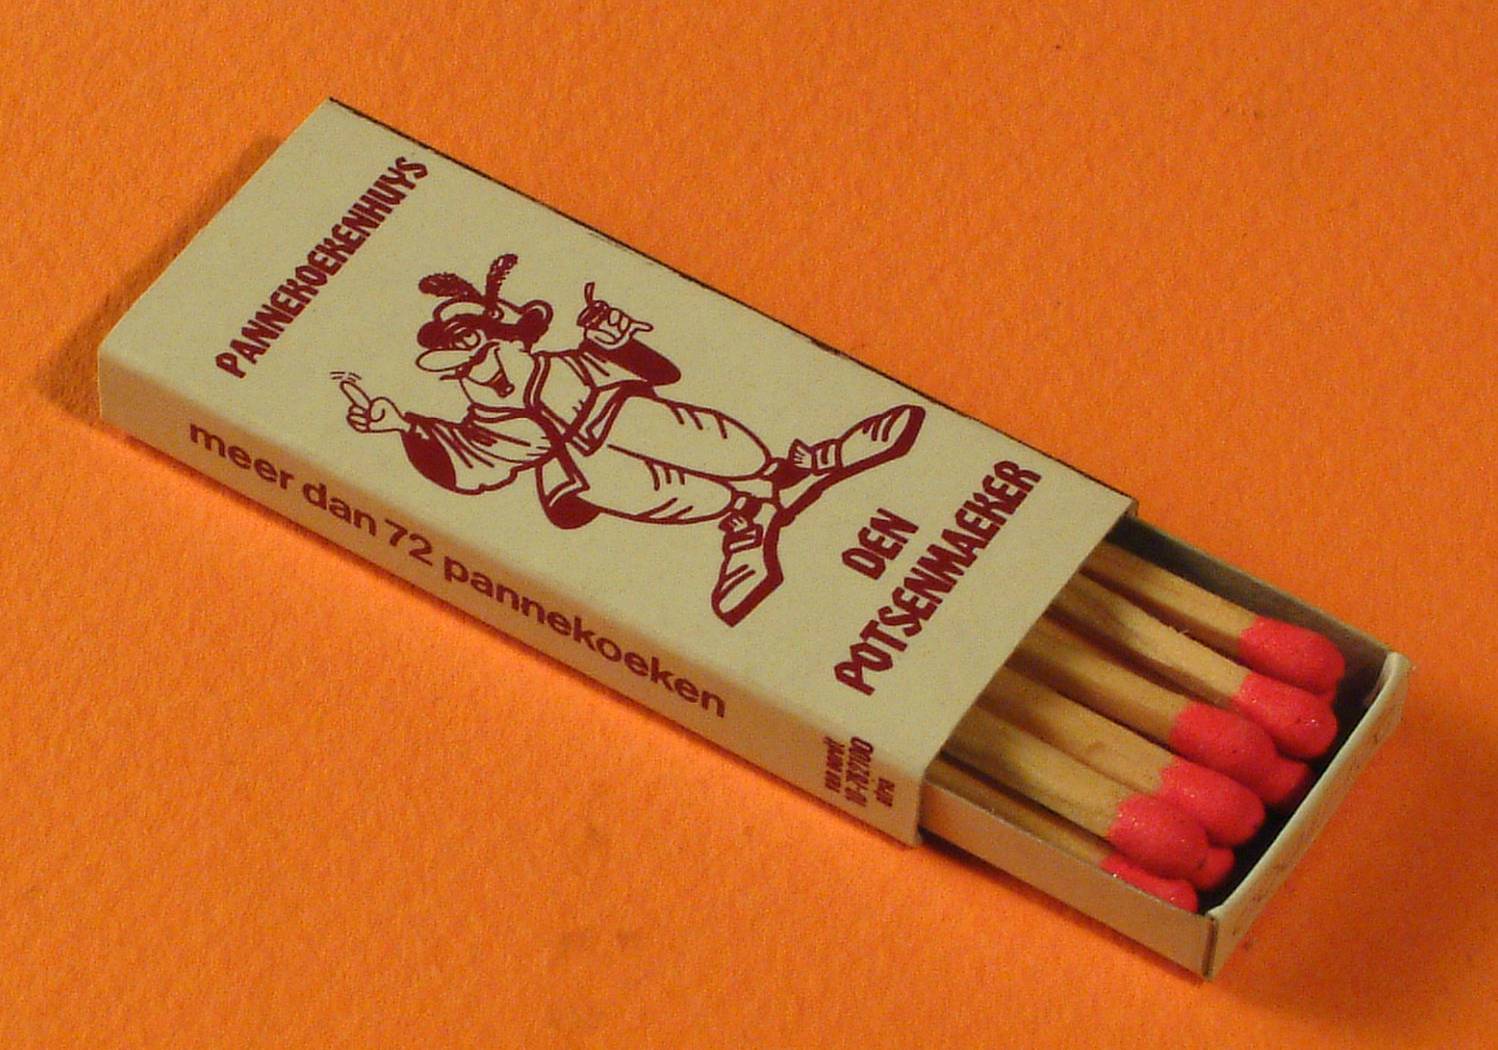 PANNEKOEKENHUYS
DEN
POTSENMAEKER
meer dan 72 pannekoeken